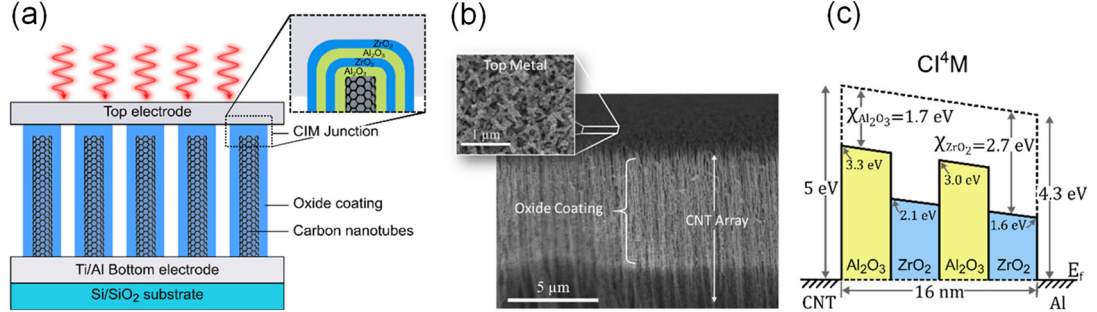 (a)
ZrO₂
Al₂O₃
ZrO₂
Al₂O₃
Top electrode
CIM Junction
Oxide coating
Carbon nanotubes
Ti/Al Bottom electrode
Si/SiO₂ substrate
(b)
Top Metal
1 μm
Oxide Coating
CNT Array
5 μm
(c)
CI⁴M
χAl₂O₃=1.7 eV
χZrO₂=2.7 eV
3.3 eV
3.0 eV
5 eV
4.3 eV
2.1 eV
1.6 eV
Al₂O₃ ZrO₂ Al₂O₃ ZrO₂
Ef
CNT
16 nm
Al